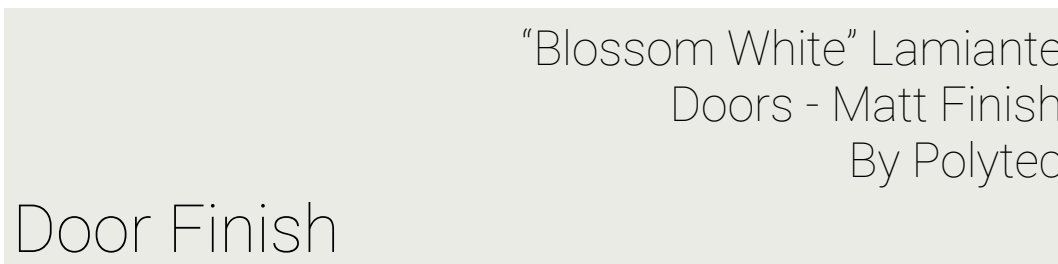 “Blossom White” Lamiante
Doors - Matt Finish
By Polytec
Door Finish